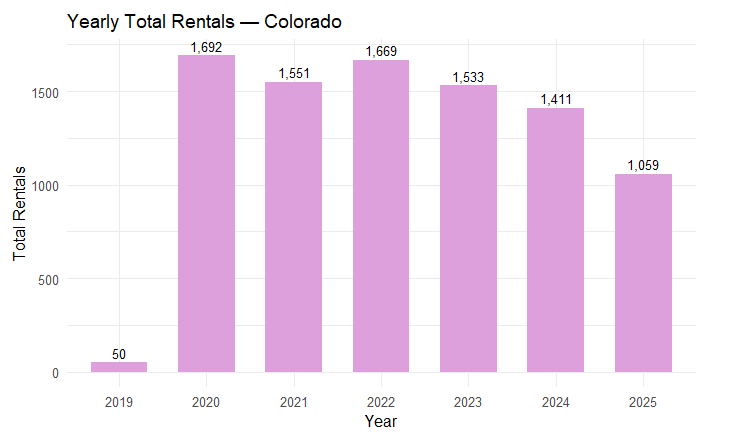 Yearly Total Rentals — Colorado
1,692
1,669
1,551
1,533
1,411
1,059
50
1500
1000
500
0
Total Rentals
2019 2020 2021 2022 2023 2024 2025
Year